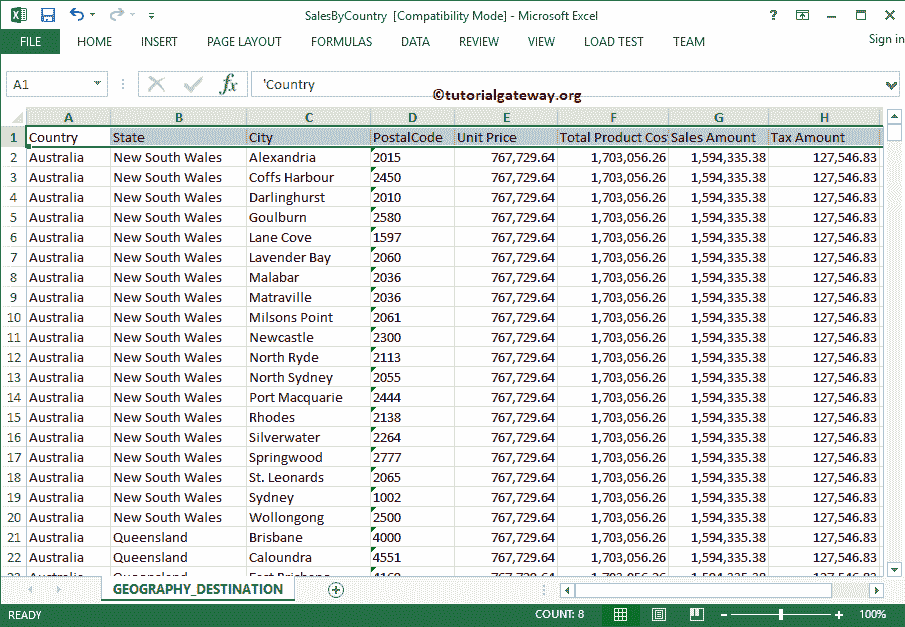 SalesByCountry [Compatibility Mode] - Microsoft Excel
?
FILE HOME INSERT PAGE LAYOUT FORMULAS DATA REVIEW VIEW LOAD TEST TEAM Sign in
A1 fx 'Country
©tutorialgateway.org
A B C D E F G H
1 Country State City PostalCode Unit Price Total Product Cos Sales Amount Tax Amount
2 Australia New South Wales Alexandria 2015 767,729.64 1,703,056.26 1,594,335.38 127,546.83
3 Australia New South Wales Coffs Harbour 2450 767,729.64 1,703,056.26 1,594,335.38 127,546.83
4 Australia New South Wales Darlinghurst 2010 767,729.64 1,703,056.26 1,594,335.38 127,546.83
5 Australia New South Wales Goulburn 2580 767,729.64 1,703,056.26 1,594,335.38 127,546.83
6 Australia New South Wales Lane Cove 1597 767,729.64 1,703,056.26 1,594,335.38 127,546.83
7 Australia New South Wales Lavender Bay 2060 767,729.64 1,703,056.26 1,594,335.38 127,546.83
8 Australia New South Wales Malabar 2036 767,729.64 1,703,056.26 1,594,335.38 127,546.83
9 Australia New South Wales Matraville 2036 767,729.64 1,703,056.26 1,594,335.38 127,546.83
10 Australia New South Wales Milsons Point 2061 767,729.64 1,703,056.26 1,594,335.38 127,546.83
11 Australia New South Wales Newcastle 2300 767,729.64 1,703,056.26 1,594,335.38 127,546.83
12 Australia New South Wales North Ryde 2113 767,729.64 1,703,056.26 1,594,335.38 127,546.83
13 Australia New South Wales North Sydney 2055 767,729.64 1,703,056.26 1,594,335.38 127,546.83
14 Australia New South Wales Port Macquarie 2444 767,729.64 1,703,056.26 1,594,335.38 127,546.83
15 Australia New South Wales Rhodes 2138 767,729.64 1,703,056.26 1,594,335.38 127,546.83
16 Australia New South Wales Silverwater 2264 767,729.64 1,703,056.26 1,594,335.38 127,546.83
17 Australia New South Wales Springwood 2777 767,729.64 1,703,056.26 1,594,335.38 127,546.83
18 Australia New South Wales St. Leonards 2065 767,729.64 1,703,056.26 1,594,335.38 127,546.83
19 Australia New South Wales Sydney 1002 767,729.64 1,703,056.26 1,594,335.38 127,546.83
20 Australia New South Wales Wollongong 2500 767,729.64 1,703,056.26 1,594,335.38 127,546.83
21 Australia Queensland Brisbane 4000 767,729.64 1,703,056.26 1,594,335.38 127,546.83
22 Australia Queensland Caloundra 4551 767,729.64 1,703,056.26 1,594,335.38 127,546.83
GEOGRAPHY_DESTINATION
READY COUNT: 8 100%